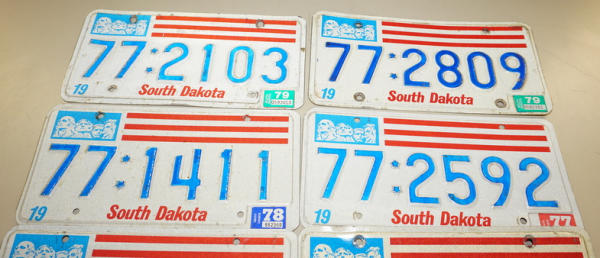 77:2103
19 South Dakota 79
77:2809
19 South Dakota 79
77:1411
19 South Dakota 78
77:2592
19 South Dakota 77